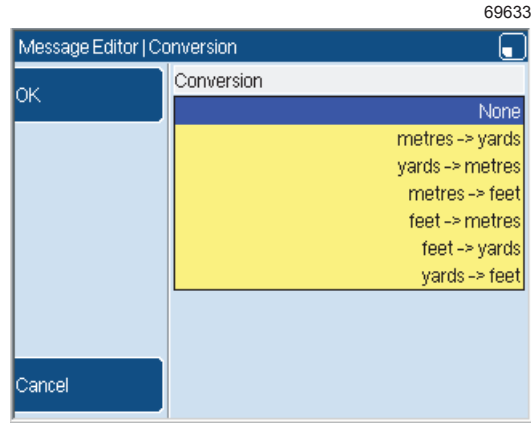 69633
Message Editor | Conversion
OK
Conversion
None
metres -> yards
yards -> metres
metres -> feet
feet -> metres
feet -> yards
yards -> feet
Cancel